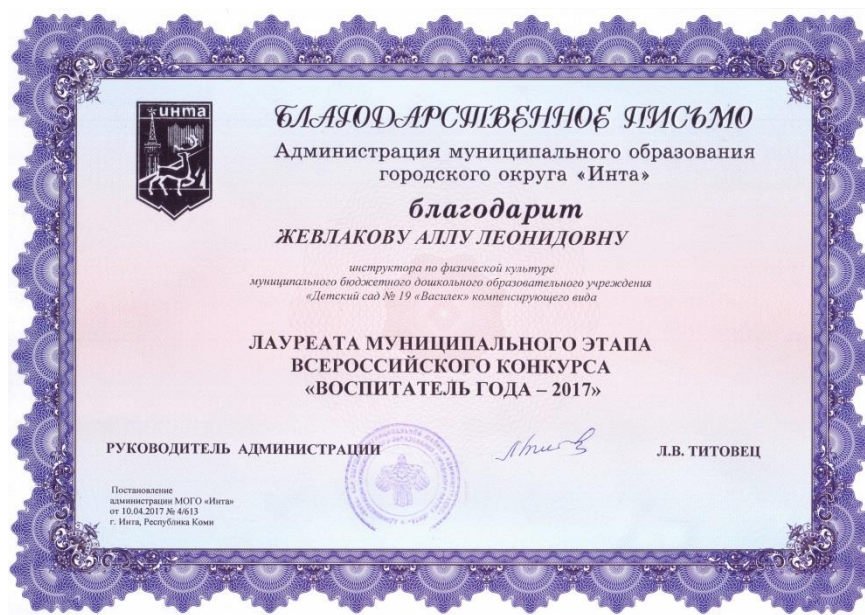 инта
БЛАГОДАРСТВЕННОЕ ПИСЬМО
Администрация муниципального образования
городского округа «Инта»
благодарит
ЖЕВЛАКОВУ АЛЛУ ЛЕОНИДОВНУ
инструктора по физической культуре
муниципального бюджетного дошкольного образовательного учреждения
«Детский сад № 19 «Василек» компенсирующего вида
ЛАУРЕАТА МУНИЦИПАЛЬНОГО ЭТАПА
ВСЕРОССИЙСКОГО КОНКУРСА
«ВОСПИТАТЕЛЬ ГОДА – 2017»
РУКОВОДИТЕЛЬ АДМИНИСТРАЦИИ Л.В. ТИТОВЕЦ
Постановление
администрации МОГО «Инта»
от 10.04.2017 № 4/613
г. Инта, Республика Коми